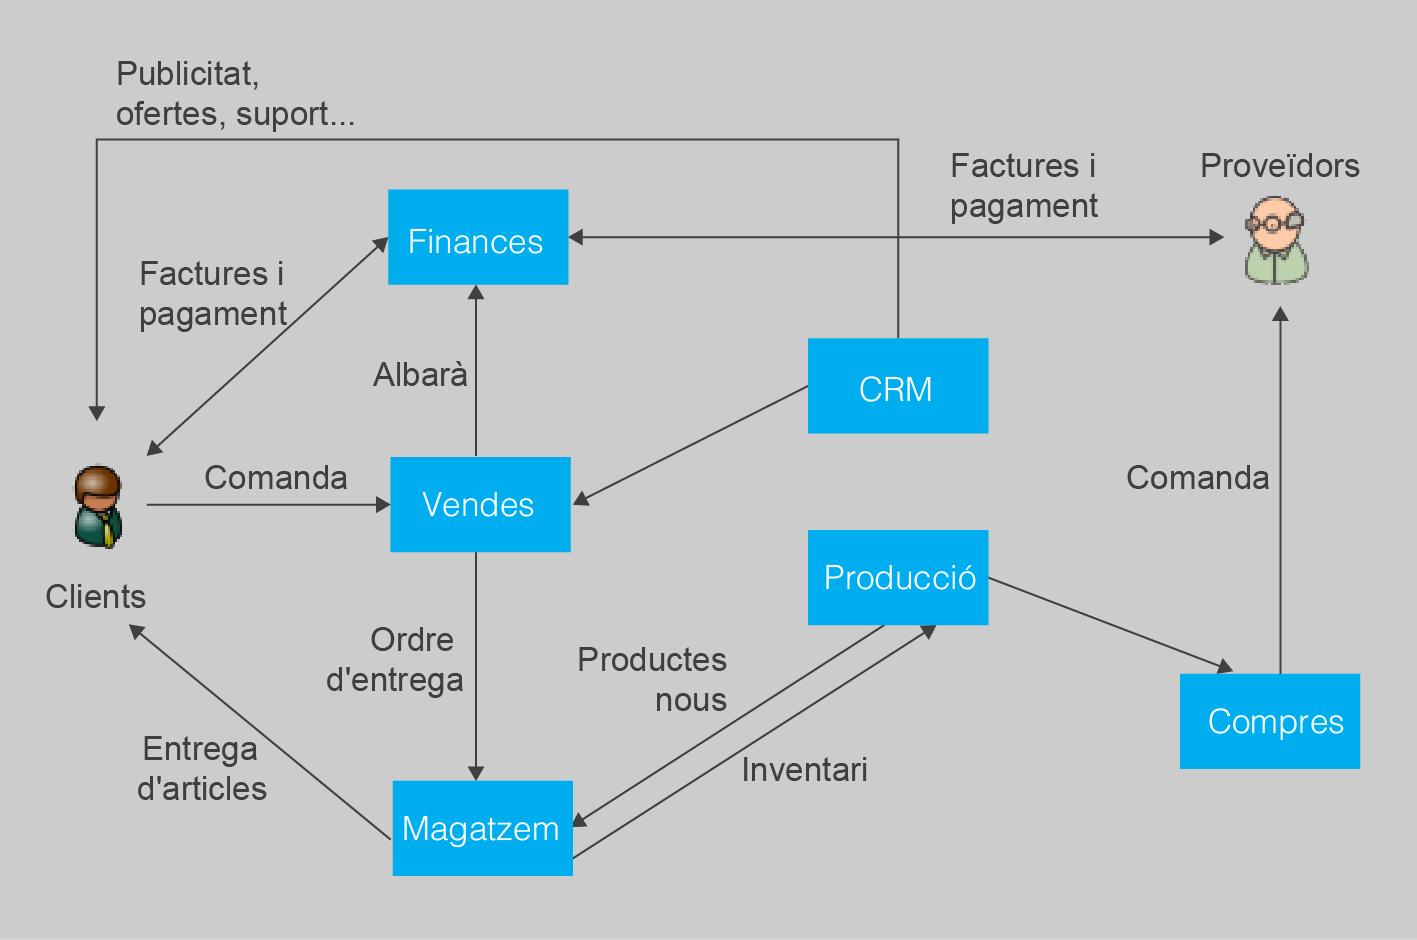 Publicitat,
ofertes, suport...
Factures i
pagament
Proveïdors
Finances
Factures i
pagament
Albarà
CRM
Comanda
Vendes
Comanda
Producció
Clients
Ordre
d'entrega
Productes
nous
Compres
Entrega
d'articles
Inventari
Magatzem